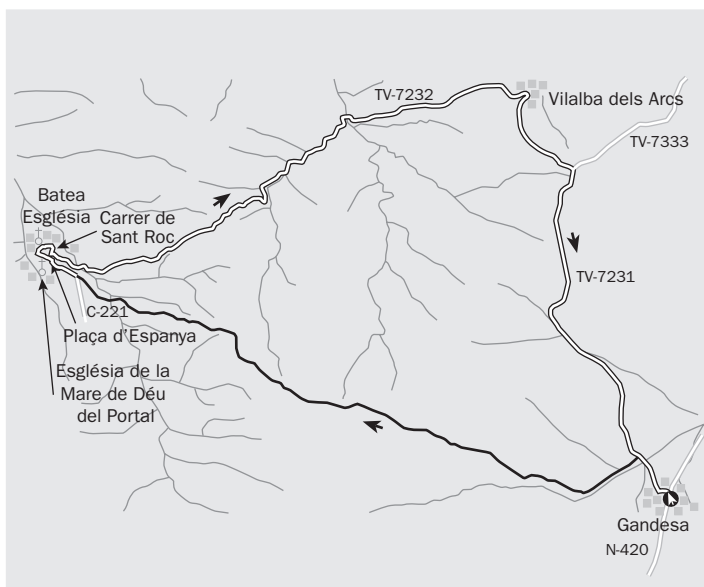 TV-7232
Vilalba dels Arcs
TV-7333
Batea
Església
Carrer de
Sant Roc
TV-7231
C-221
Plaça d'Espanya
Església de la
Mare de Déu
del Portal
Gandesa
N-420